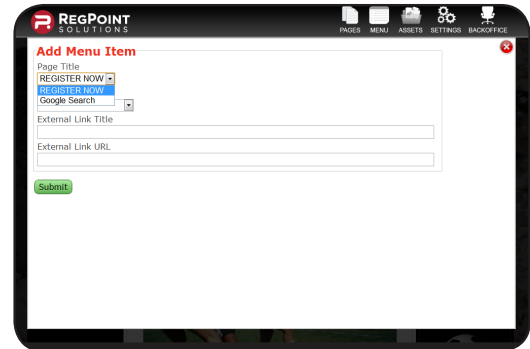 REGPOINT
SOLUTIONS
PAGES MENU ASSETS SETTINGS BACKOFFICE
Add Menu Item
Page Title
REGISTER NOW
REGISTER NOW
Google Search
External Link Title
External Link URL
Submit